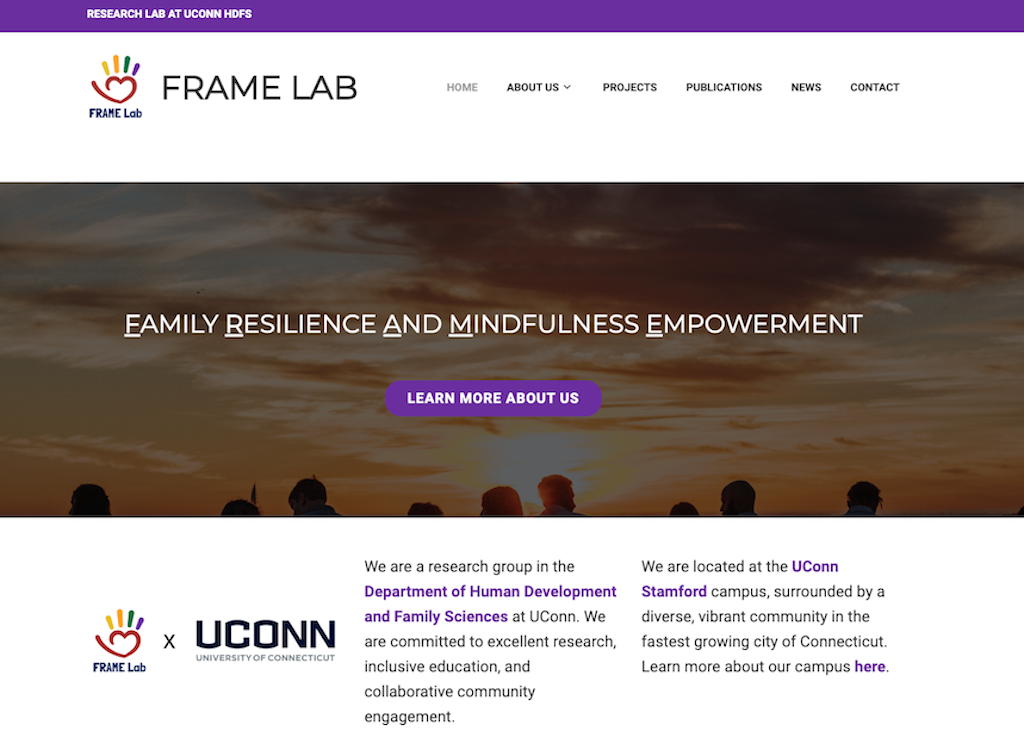 RESEARCH LAB AT UCONN HDFS
FRAME Lab
FRAME LAB
HOME
ABOUT US
PROJECTS
PUBLICATIONS
NEWS
CONTACT
FAMILY RESILIENCE AND MINDFULNESS EMPOWERMENT
LEARN MORE ABOUT US
FRAME Lab
X
UCONN
UNIVERSITY OF CONNECTICUT
We are a research group in the
Department of Human Development
and Family Sciences at UConn. We
are committed to excellent research,
inclusive education, and
collaborative community
engagement.
We are located at the UConn
Stamford campus, surrounded by a
diverse, vibrant community in the
fastest growing city of Connecticut.
Learn more about our campus here.